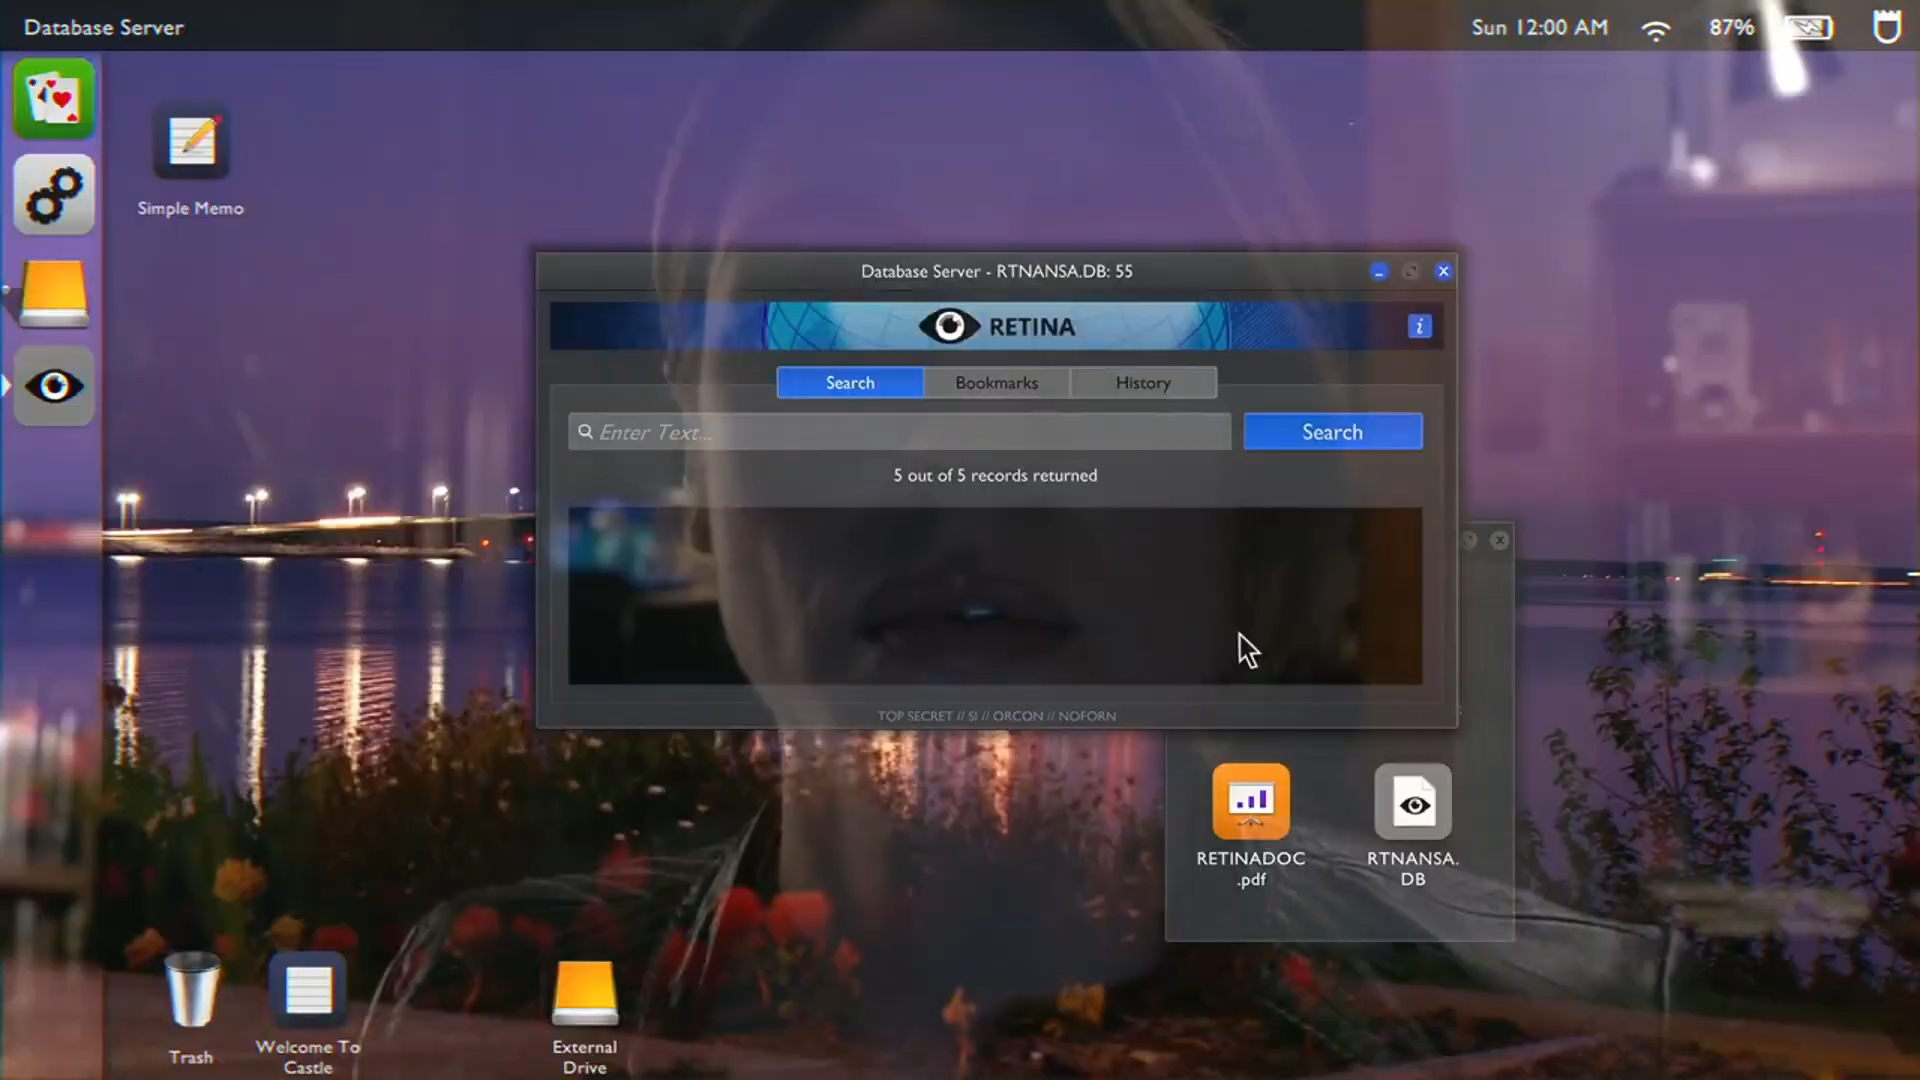 Database Server
Sun 12:00 AM
87%
Simple Memo
Database Server - RTNANSA.DB: 55
RETINA
i
Search
Bookmarks
History
Enter Text...
Search
5 out of 5 records returned
TOP SECRET // SI // ORCON // NOFORN
RETINADOC
.pdf
RTNANSA.
DB
Trash
Welcome To
Castle
External
Drive